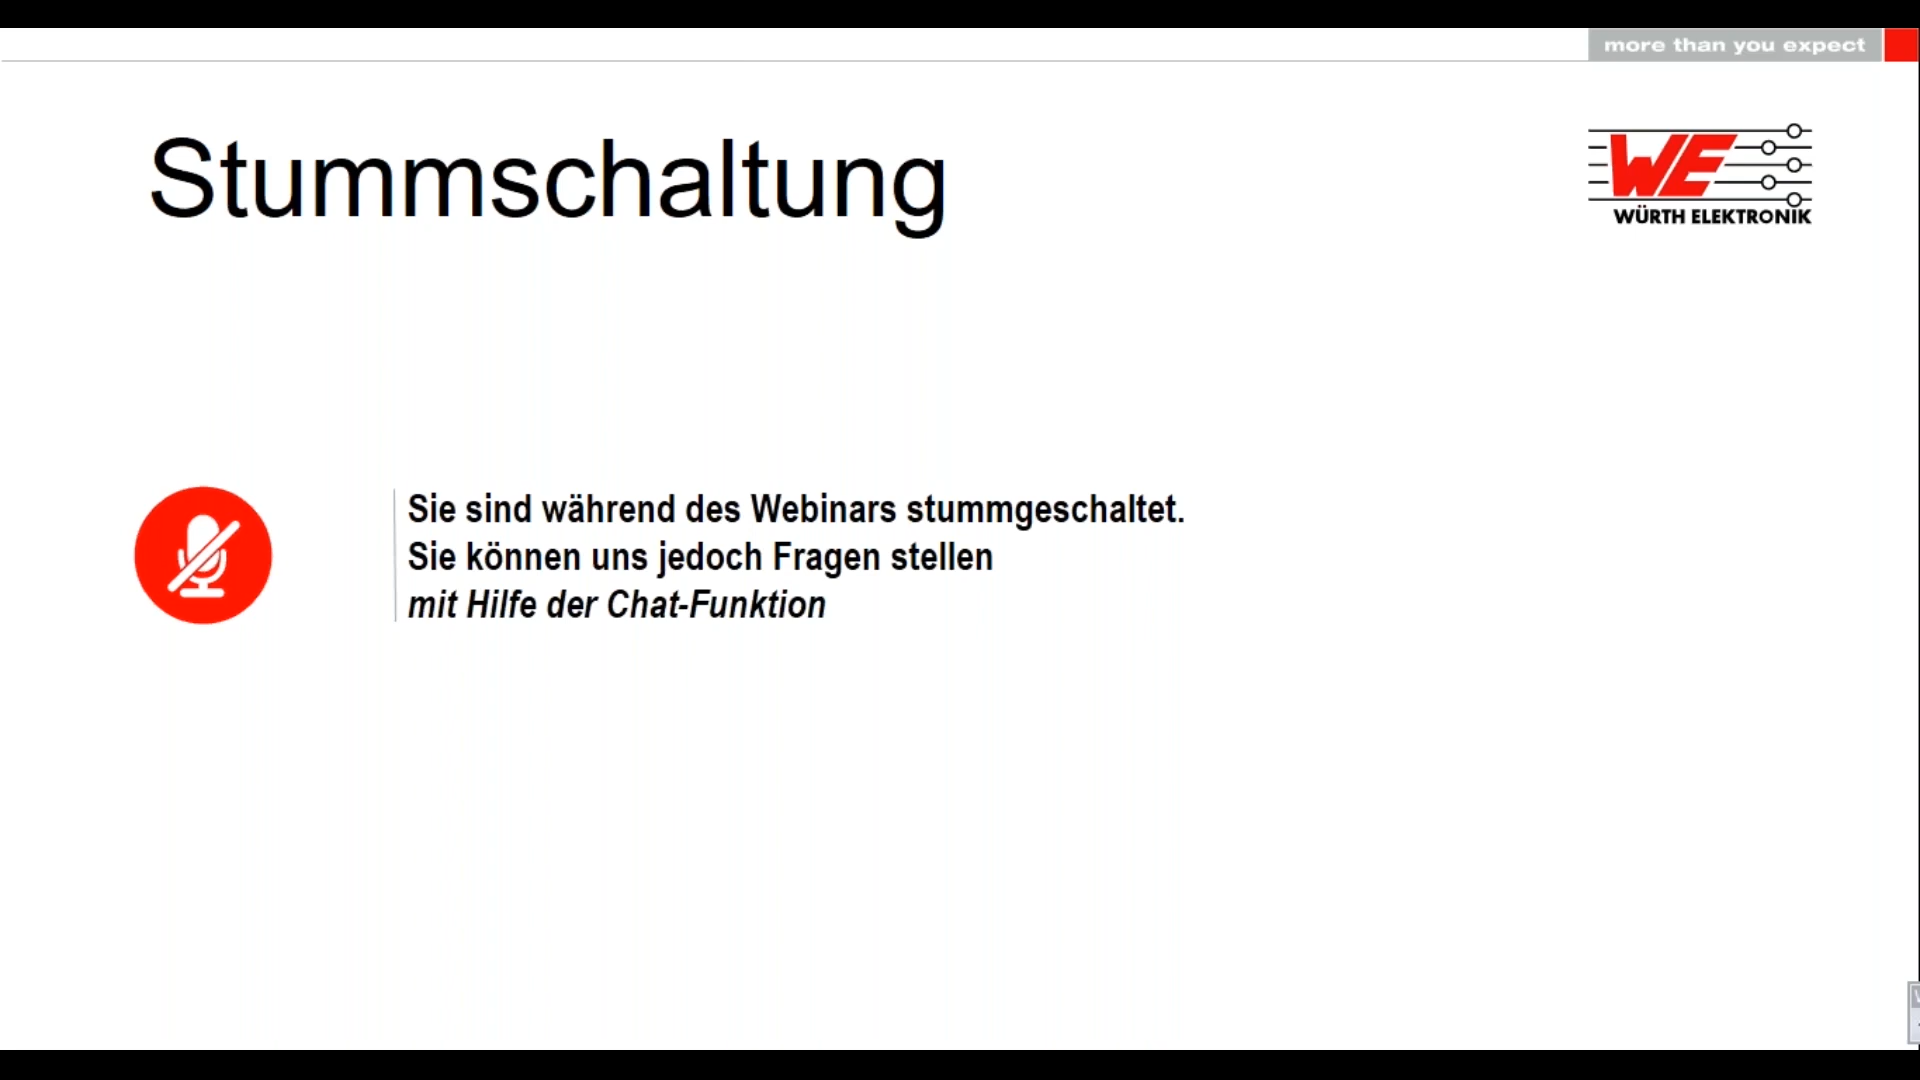 more than you expect
Stummschaltung
WE
WÜRTH ELEKTRONIK
Sie sind während des Webinars stummgeschaltet.
Sie können uns jedoch Fragen stellen
mit Hilfe der Chat-Funktion